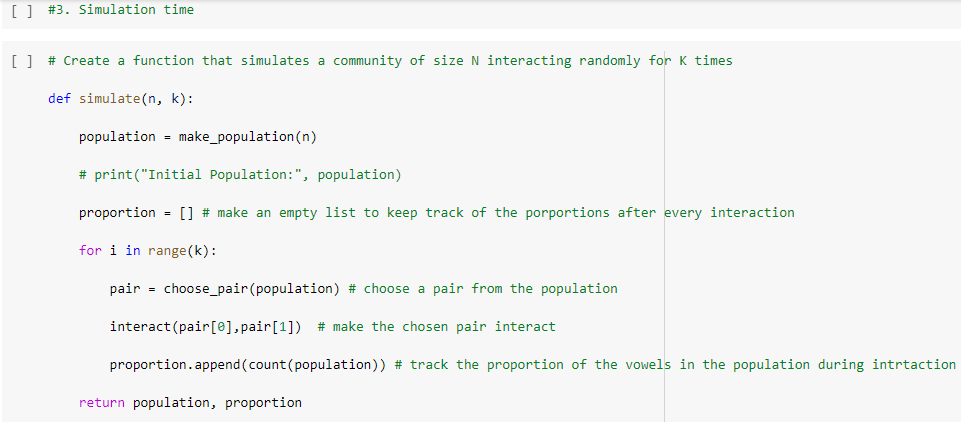 [ ] #3. Simulation time
[ ] # Create a function that simulates a community of size N interacting randomly for K times
def simulate(n, k):
population = make_population(n)
# print("Initial Population:", population)
proportion = [] # make an empty list to keep track of the porportions after every interaction
for i in range(k):
pair = choose_pair(population) # choose a pair from the population
interact(pair[0],pair[1])  # make the chosen pair interact
proportion.append(count(population)) # track the proportion of the vowels in the population during intrtaction
return population, proportion